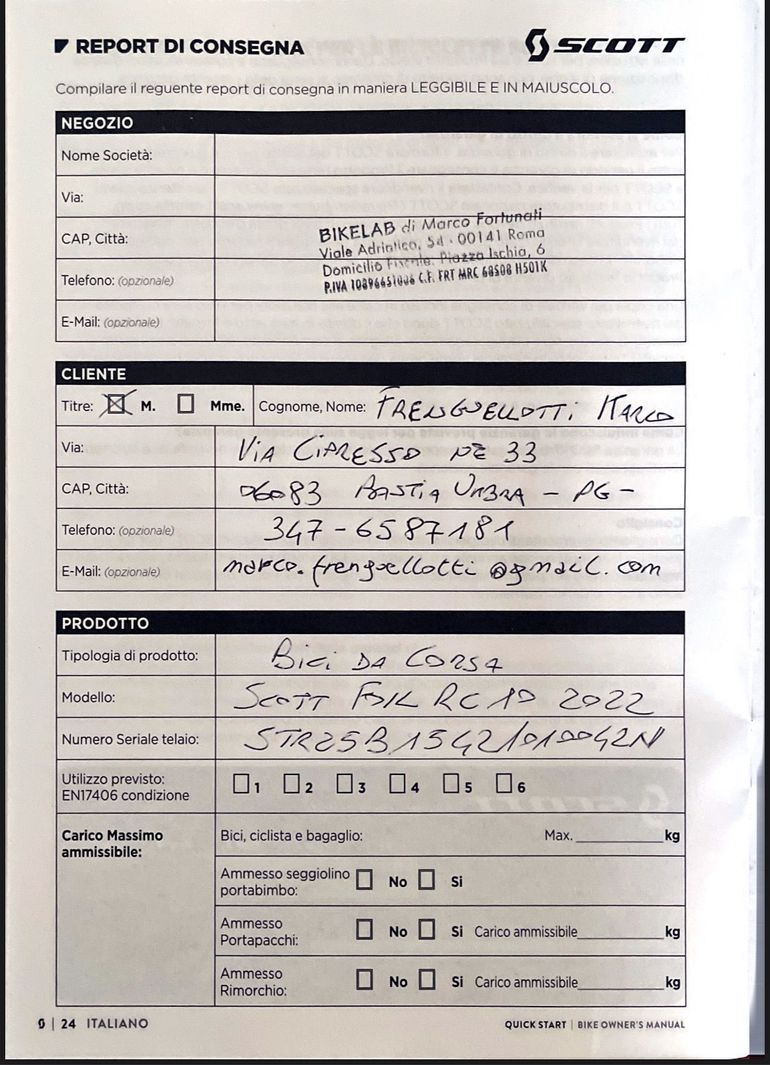 REPORT DI CONSEGNA
SCOTT
Compilare il reguente report di consegna in maniera LEGGIBILE E IN MAIUSCOLO.
NEGOZIO
Nome Società:
Via:
CAP, Città:
Telefono: (opzionale)
E-Mail: (opzionale)
BIKELAB di Marco Fortunati
Viale Adriatico, 54 - 00141 Roma
Domicilio Fiscale: Piazza Ischia, 6
P.IVA C.F. FRT MRC 68S08 H501K
CLIENTE
Titre: M. Mme. Cognome, Nome: FRENGUELLOTTI MARCO
Via: VIA CIPRESSO N° 33
CAP, Città: 06083 BASTIA UMBRA - PG -
Telefono: (opzionale) 347-6587181
E-Mail: (opzionale) marco.frenguellotti@gmail.com
PRODOTTO
Tipologia di prodotto: BICI DA CORSA
Modello: SCOTT FOIL RC 10 2022
Numero Seriale telaio:
Utilizzo previsto: 1 2 3 4 5 6
EN17406 condizione
Carico Massimo ammissibile:
Bici, ciclista e bagaglio: Max. kg
Ammesso seggiolino portabimbo: No Si
Ammesso Portapacchi: No Si Carico ammissibile kg
Ammesso Rimorchio: No Si Carico ammissibile kg
24 ITALIANO
QUICK START | BIKE OWNER'S MANUAL